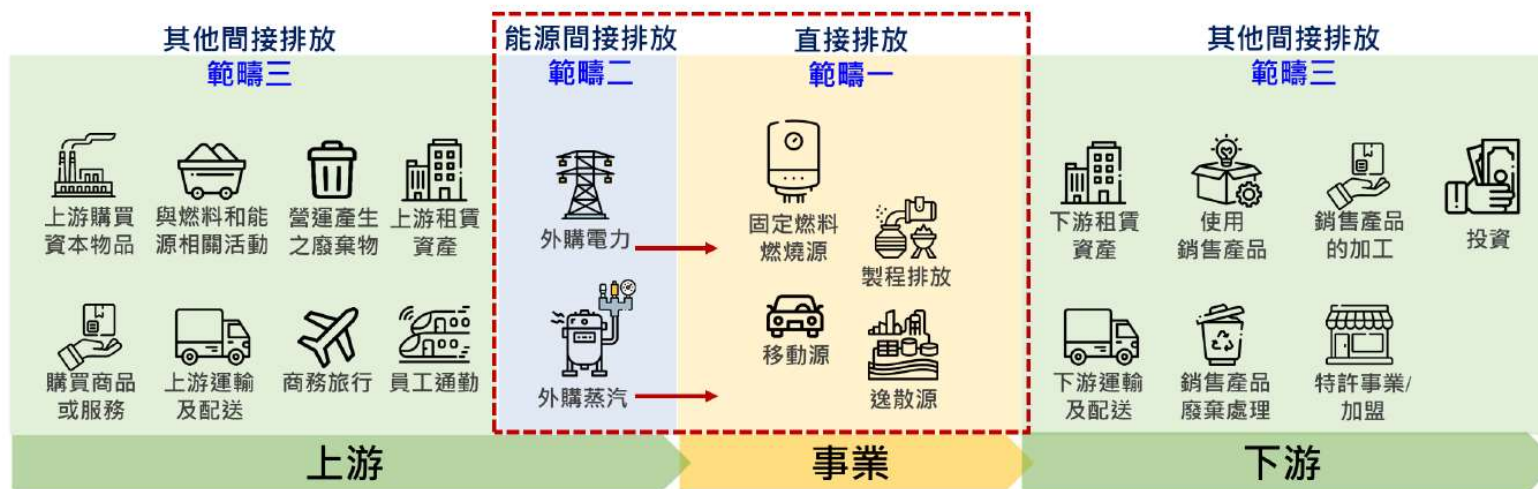 其他間接排放
範疇三
上游購買
資本物品
與燃料和能
源相關活動
營運產生
之廢棄物
上游租賃
資產
購買商品
或服務
上游運輸
及配送
商務旅行
員工通勤
能源間接排放
範疇二
外購電力
外購蒸汽
直接排放
範疇一
固定燃料
燃燒源
製程排放
移動源
逸散源
其他間接排放
範疇三
下游租賃
資產
使用
銷售產品
銷售產品
的加工
投資
下游運輸
及配送
銷售產品
廢棄處理
特許事業/
加盟
上游
事業
下游